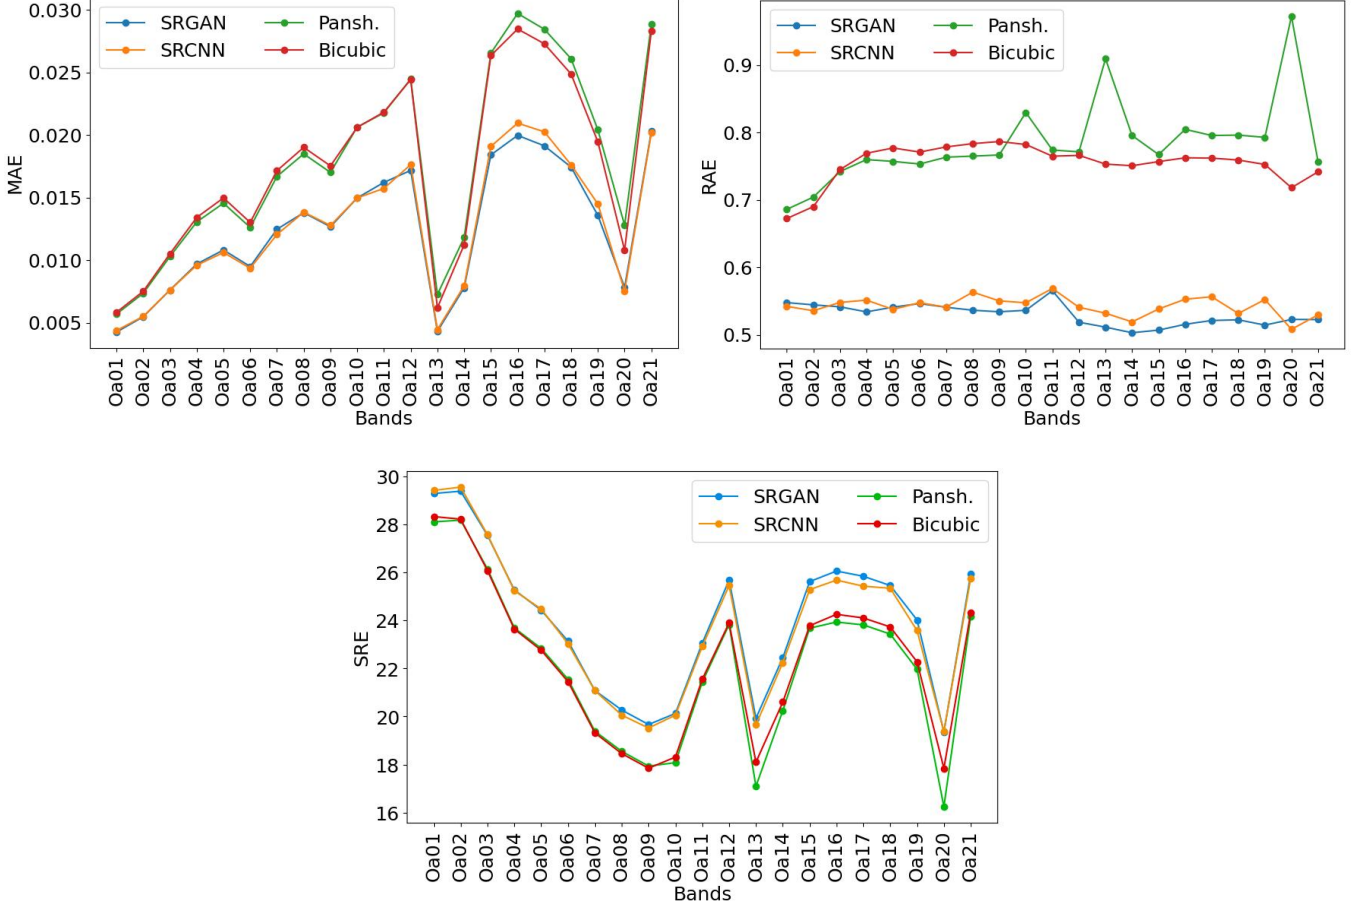 SRGAN Pansh.
SRCNN Bicubic
MAE
0.030
0.025
0.020
0.015
0.010
0.005
Oa01 Oa02 Oa03 Oa04 Oa05 Oa06 Oa07 Oa08 Oa09 Oa10 Oa11 Oa12 Oa13 Oa14 Oa15 Oa16 Oa17 Oa18 Oa19 Oa20 Oa21
Bands
SRGAN Pansh.
SRCNN Bicubic
RAE
0.9
0.8
0.7
0.6
0.5
Oa01 Oa02 Oa03 Oa04 Oa05 Oa06 Oa07 Oa08 Oa09 Oa10 Oa11 Oa12 Oa13 Oa14 Oa15 Oa16 Oa17 Oa18 Oa19 Oa20 Oa21
Bands
SRGAN Pansh.
SRCNN Bicubic
SRE
30
28
26
24
22
20
18
16
Oa01 Oa02 Oa03 Oa04 Oa05 Oa06 Oa07 Oa08 Oa09 Oa10 Oa11 Oa12 Oa13 Oa14 Oa15 Oa16 Oa17 Oa18 Oa19 Oa20 Oa21
Bands